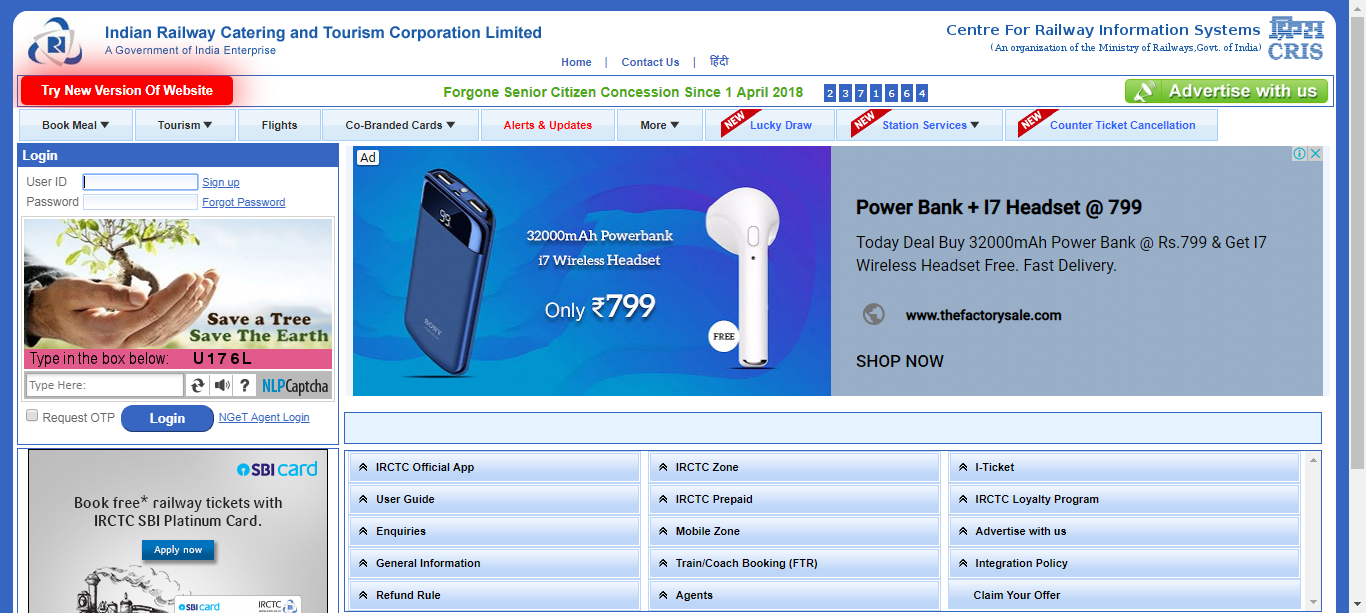 Indian Railway Catering and Tourism Corporation Limited
A Government of India Enterprise
Centre For Railway Information Systems
(An organization of the Ministry of Railways,Govt. of India)
CRIS
Home | Contact Us | हिंदी
Try New Version Of Website
Forgone Senior Citizen Concession Since 1 April 2018 2 3 7 1 6 6 4
Advertise with us
Book Meal Tourism Flights Co-Branded Cards Alerts & Updates More NEW Lucky Draw NEW Station Services NEW Counter Ticket Cancellation
Login
User ID Sign up
Password Forgot Password
Save a Tree
Save The Earth
Type in the box below: U176L
Type Here: ? NLPCaptcha
Request OTP Login NGeT Agent Login
Ad
32000mAh Powerbank
i7 Wireless Headset
Only ₹799
SONY
FREE
Power Bank + I7 Headset @ 799
Today Deal Buy 32000mAh Power Bank @ Rs.799 & Get I7
Wireless Headset Free. Fast Delivery.
www.thefactorysale.com
SHOP NOW
SBI card
Book free* railway tickets with
IRCTC SBI Platinum Card.
Apply now
SBI card IRCTC
IRCTC Official App IRCTC Zone I-Ticket
User Guide IRCTC Prepaid IRCTC Loyalty Program
Enquiries Mobile Zone Advertise with us
General Information Train/Coach Booking (FTR) Integration Policy
Refund Rule Agents Claim Your Offer